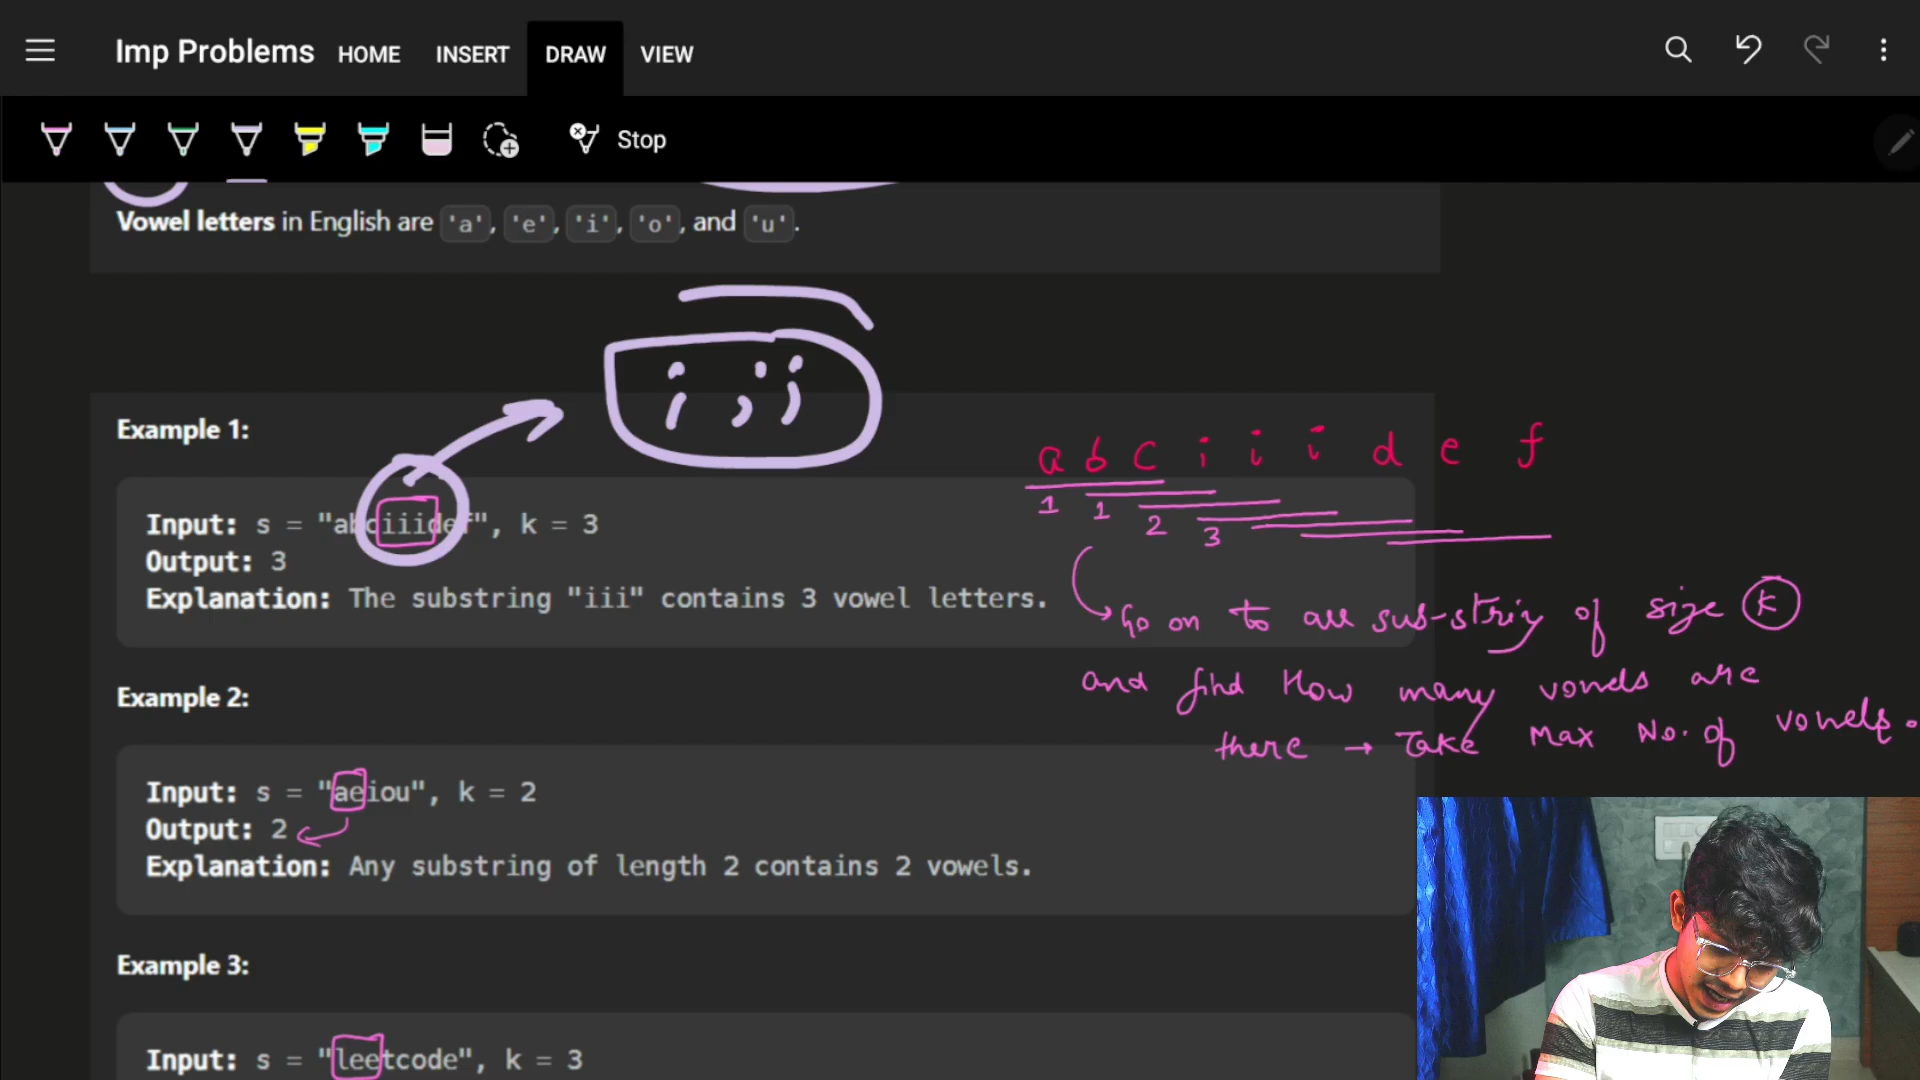 Imp Problems HOME INSERT DRAW VIEW
Stop
Vowel letters in English are 'a', 'e', 'i', 'o', and 'u'.
i i i
Example 1:
a b c i i i d e f
1 1 2 3
Input: s = "abciiidef", k = 3
Output: 3
Explanation: The substring "iii" contains 3 vowel letters.
Go on to all sub-string of size K
and find How many vowels are
there → Take Max No. of vowels.
Example 2:
Input: s = "aeiou", k = 2
Output: 2
Explanation: Any substring of length 2 contains 2 vowels.
Example 3:
Input: s = "leetcode", k = 3